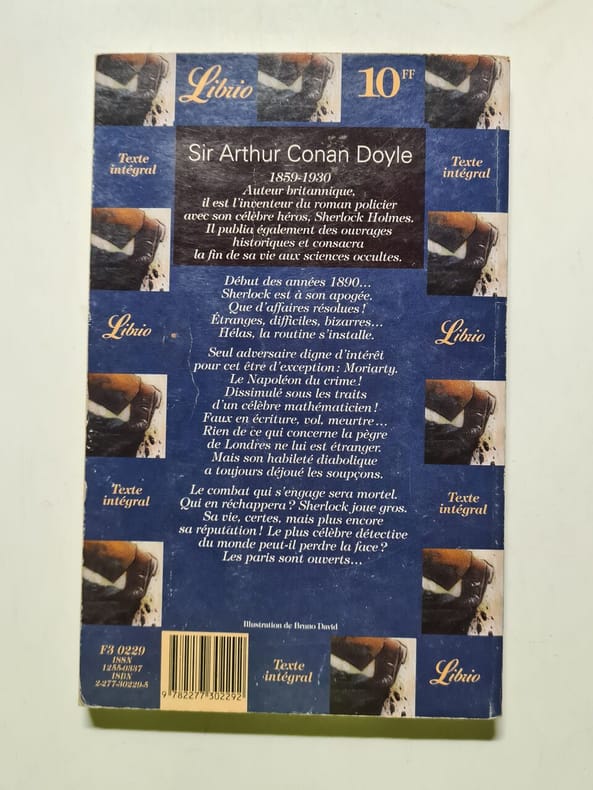 Librio
10FF
Texte
intégral
Sir Arthur Conan Doyle
1859-1930
Auteur britannique,
il est l'inventeur du roman policier
avec son célèbre héros, Sherlock Holmes.
Il publia également des ouvrages
historiques et consacra
la fin de sa vie aux sciences occultes.
Texte
intégral
Début des années 1890...
Sherlock est à son apogée.
Que d'affaires résolues !
Étranges, difficiles, bizarres...
Hélas, la routine s'installe.
Librio
Librio
Seul adversaire digne d'intérêt
pour cet être d'exception : Moriarty.
Le Napoléon du crime !
Dissimulé sous les traits
d'un célèbre mathématicien !
Faux en écriture, vol, meurtre...
Rien de ce qui concerne la pègre
de Londres ne lui est étranger.
Mais son habileté diabolique
a toujours déjoué les soupçons.
Texte
intégral
Texte
intégral
Le combat qui s'engage sera mortel.
Qui en réchappera ? Sherlock joue gros.
Sa vie, certes, mais plus encore
sa réputation ! Le plus célèbre détective
du monde peut-il perdre la face ?
Les paris sont ouverts...
Illustration de Bruno David
F3 0229
ISSN
1255-0337
ISBN
2-277-30229-5
9 782277 302292
Texte
intégral
Librio